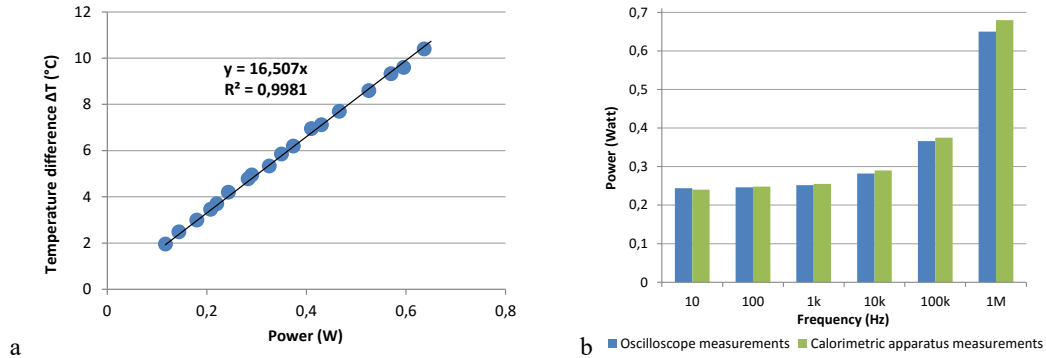 12
10
8
6
4
2
0
Temperature difference ΔT (°C)
y = 16,507x
R² = 0,9981
0
0,2
0,4
0,6
0,8
Power (W)
a
0,7
0,6
0,5
0,4
0,3
0,2
0,1
0
Power (Watt)
10
100
1k
10k
100k
1M
Frequency (Hz)
b
Oscilloscope measurements
Calorimetric apparatus measurements